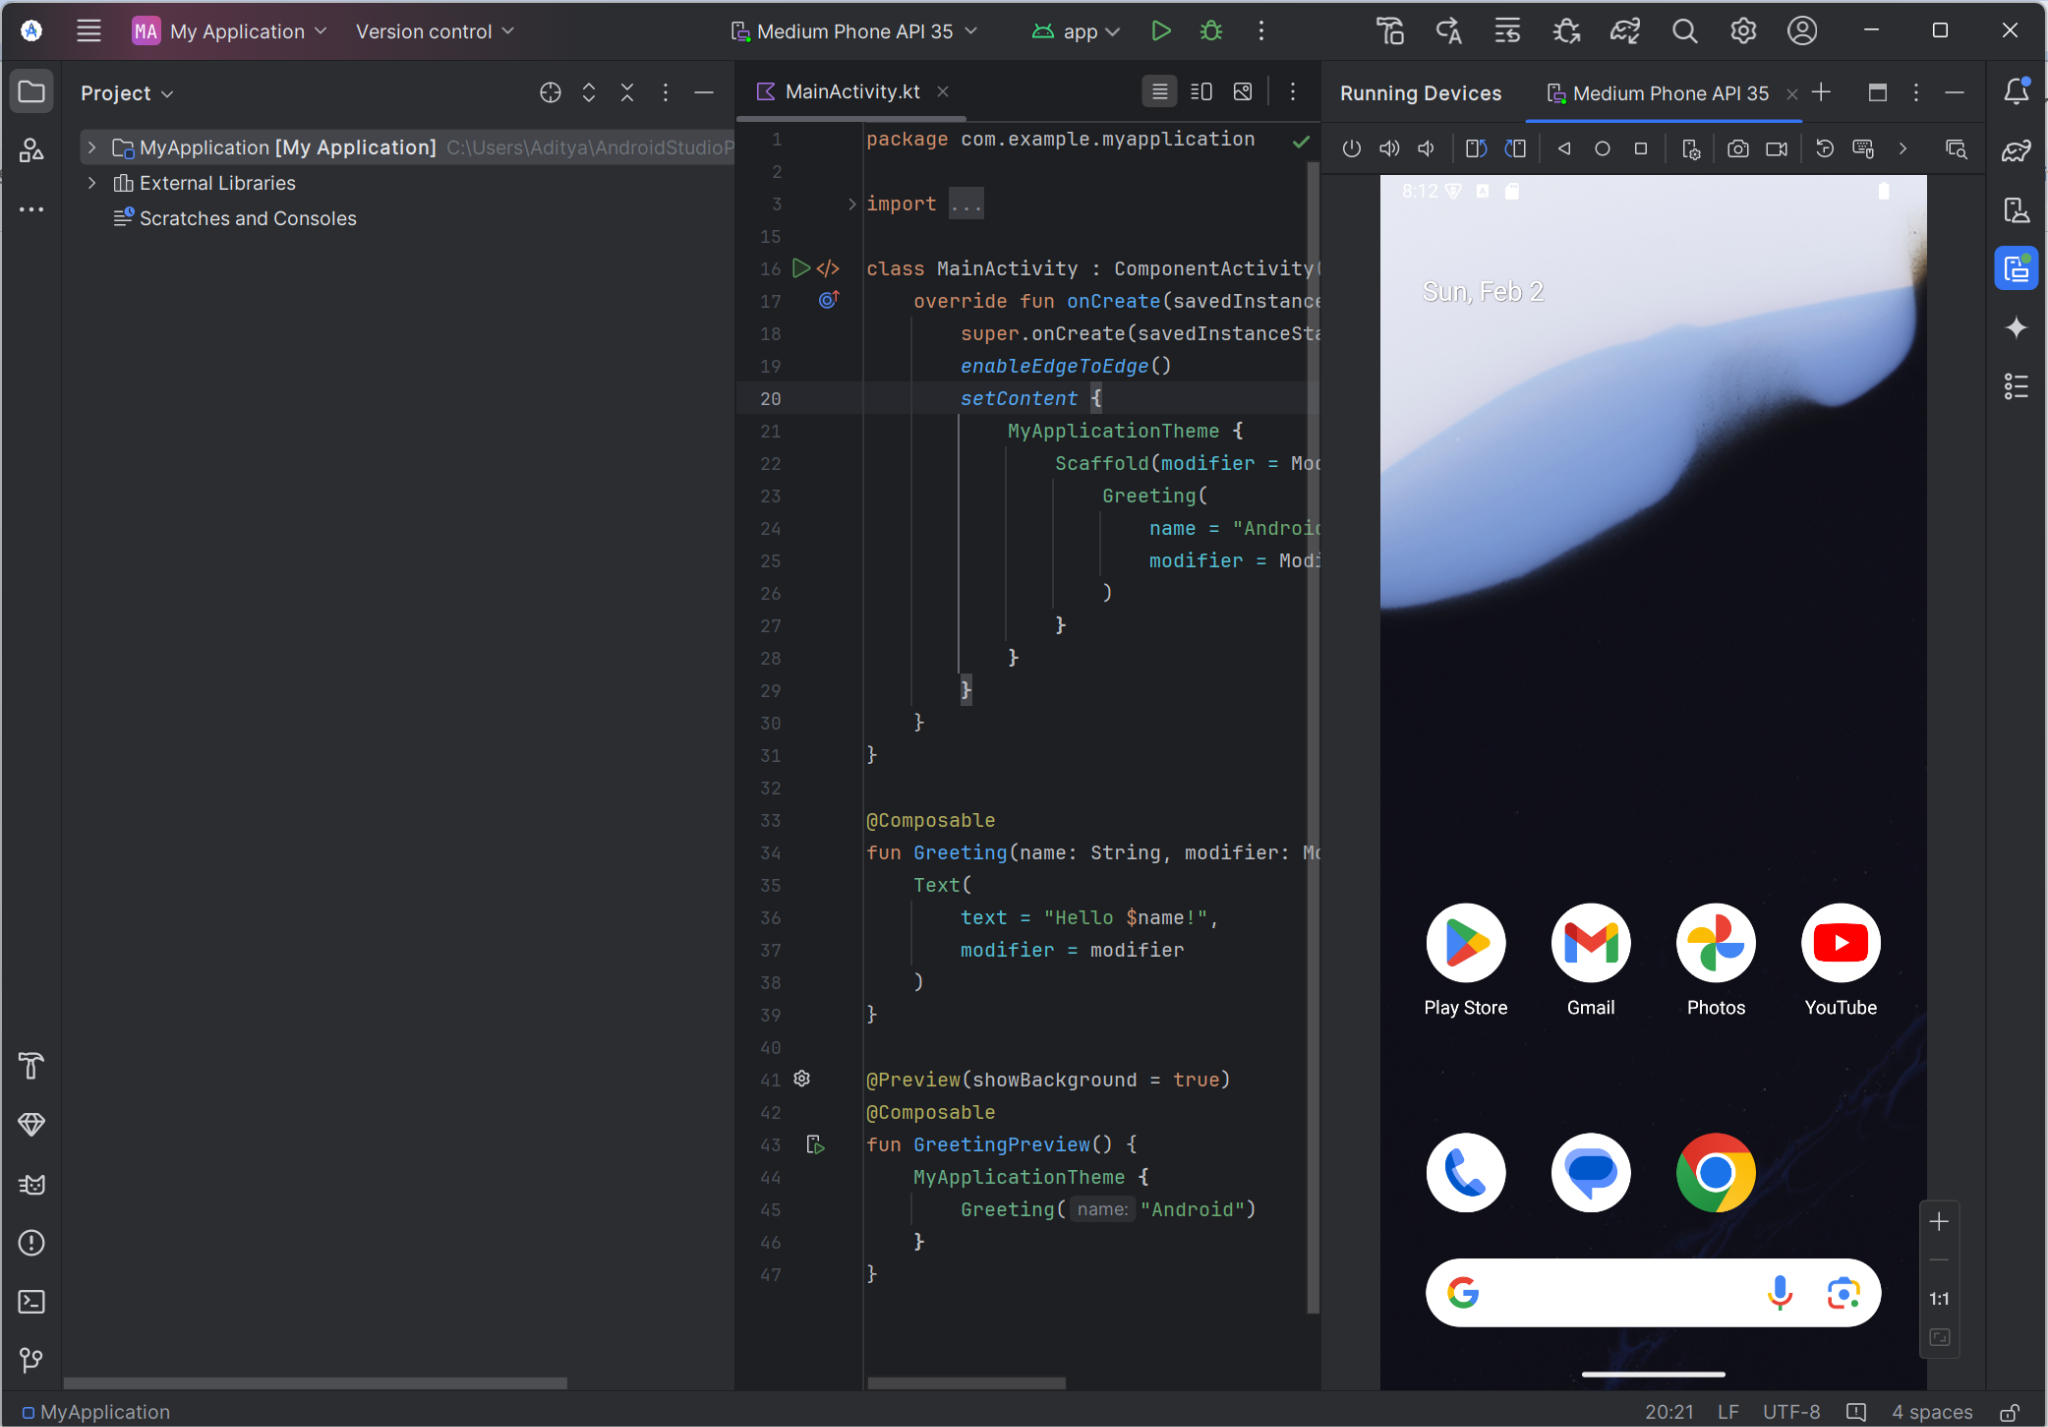 MA My Application Version control Medium Phone API 35 app
Project
MyApplication [My Application] C:\Users\Aditya\AndroidStudioP
External Libraries
Scratches and Consoles
MainActivity.kt
1 package com.example.myapplication
2
3 import ...
15
16 class MainActivity : ComponentActivity(
17 override fun onCreate(savedInstance
18 super.onCreate(savedInstanceSta
19 enableEdgeToEdge()
20 setContent {
21 MyApplicationTheme {
22 Scaffold(modifier = Mod
23 Greeting(
24 name = "Android
25 modifier = Modi
26 )
27 }
28 }
29 }
30 }
31 }
32
33 @Composable
34 fun Greeting(name: String, modifier: Mo
35 Text(
36 text = "Hello $name!",
37 modifier = modifier
38 )
39 }
40
41 @Preview(showBackground = true)
42 @Composable
43 fun GreetingPreview() {
44 MyApplicationTheme {
45 Greeting( name: "Android")
46 }
47 }
Running Devices Medium Phone API 35
8:12
Sun, Feb 2
Play Store Gmail Photos YouTube
1:1
MyApplication 20:21 LF UTF-8 4 spaces